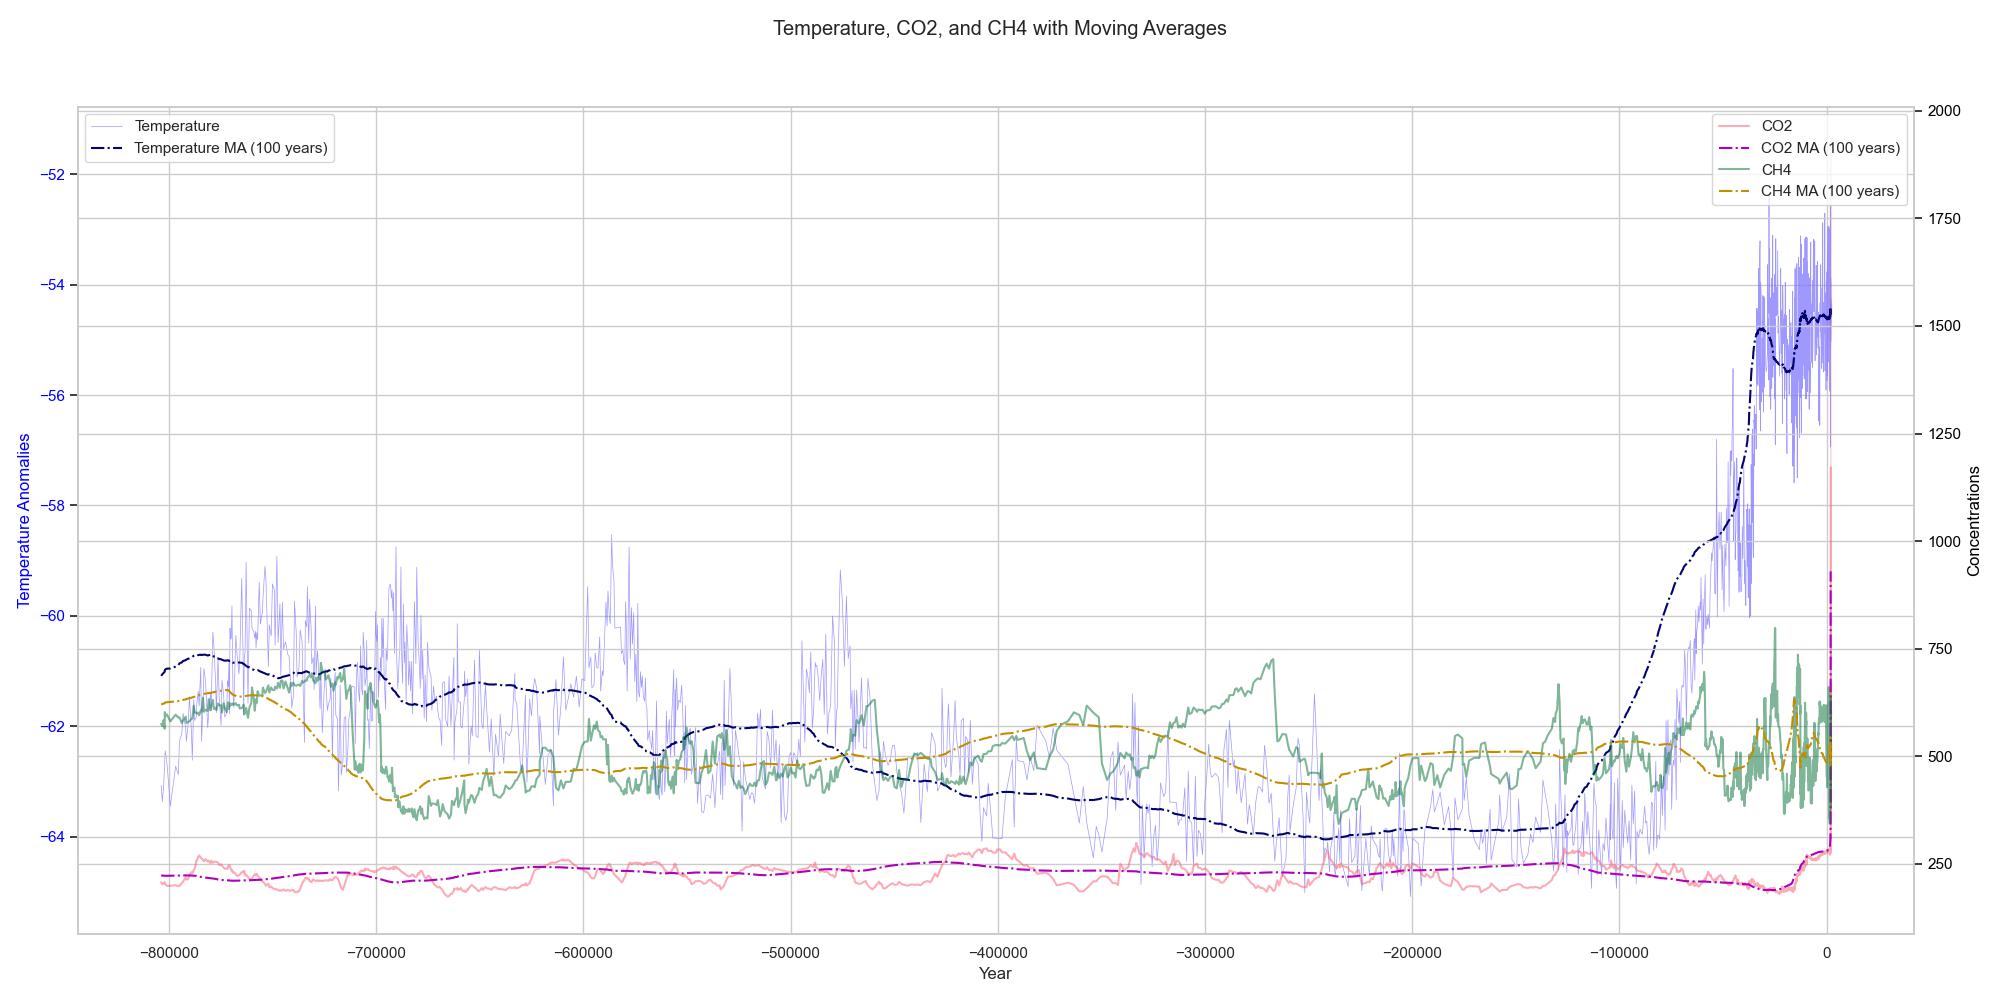 Temperature, CO2, and CH4 with Moving Averages
Temperature
Temperature MA (100 years)
CO2
CO2 MA (100 years)
CH4
CH4 MA (100 years)
−52
−54
−56
−58
−60
−62
−64
Temperature Anomalies
2000
1750
1500
1250
1000
750
500
250
Concentrations
−800000
−700000
−600000
−500000
−400000
−300000
−200000
−100000
0
Year